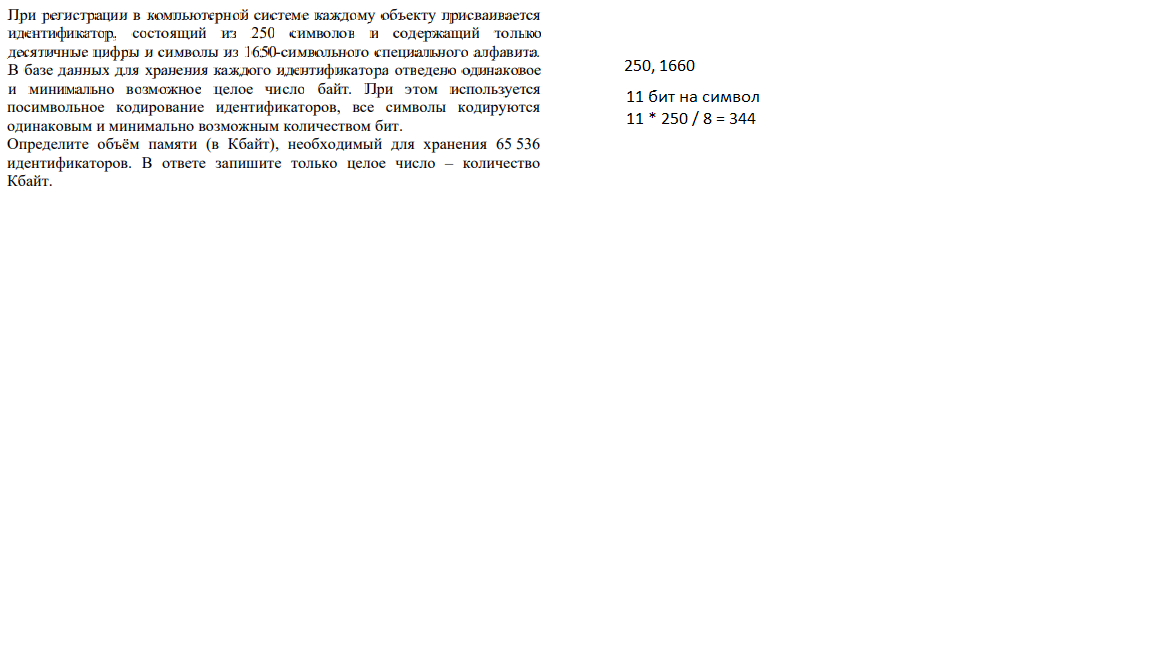 При регистрации в компьютерной системе каждому объекту присваивается
идентификатор, состоящий из 250 символов и содержащий только
десятичные цифры и символы из 1650-символьного специального алфавита.
В базе данных для хранения каждого идентификатора отведено одинаковое
и минимально возможное целое число байт. При этом используется
посимвольное кодирование идентификаторов, все символы кодируются
одинаковым и минимально возможным количеством бит.
Определите объём памяти (в Кбайт), необходимый для хранения 65 536
идентификаторов. В ответе запишите только целое число – количество
Кбайт.
250, 1660
11 бит на символ
11 * 250 / 8 = 344